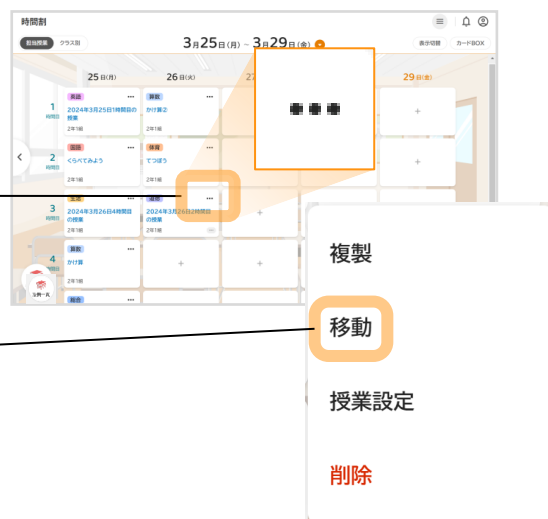 時間割
担当授業 クラス別
3月25日(月) ~ 3月29日(金)
表示切替 カードBOX
25日(月) 26日(火) 27 29日(金)
1
時間目
英語 ...
2024年3月25日1時間目の授業
2年1組
算数 ...
かけ算②
2年1組
+
2
時間目
国語 ...
くらべてみよう
2年1組
体育 ...
てつぼう
2年1組
+
3
時間目
生活 ...
2024年3月26日4時間目の授業
2年1組
道徳 ...
2024年3月26日2時間目の授業
2年1組
+
4
時間目
算数 ...
かけ算
2年1組
+
+
総合 ...
複製
移動
授業設定
削除